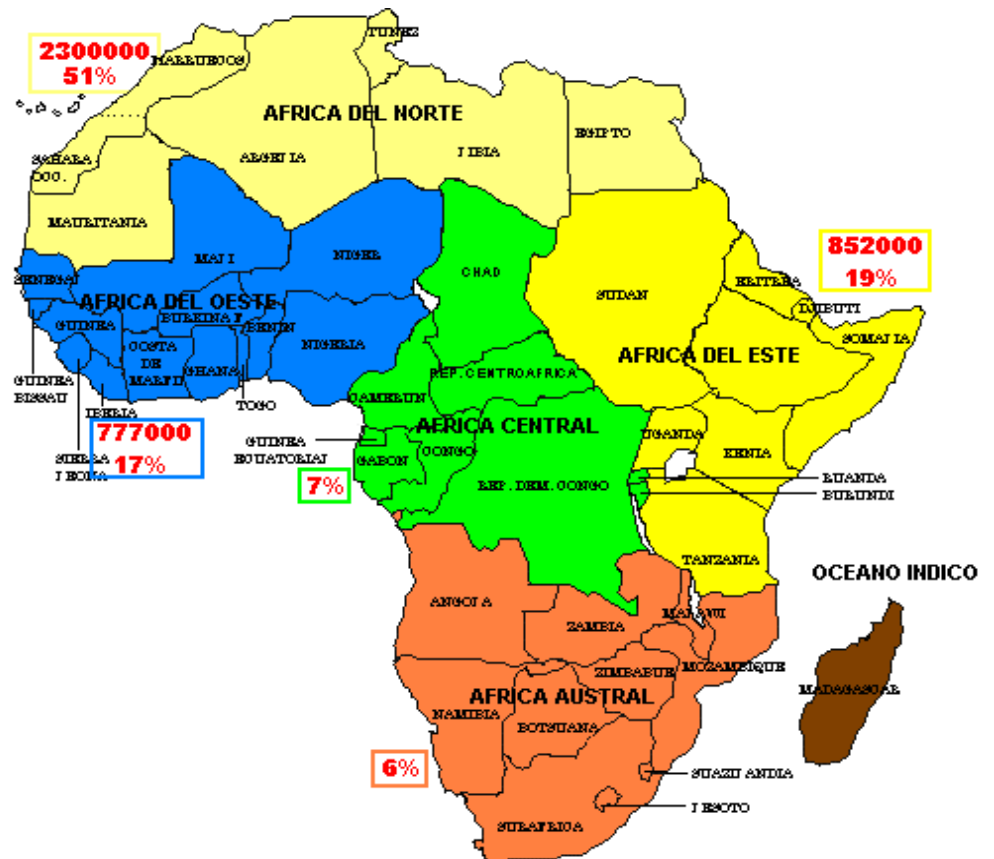 2300000
51%
TUNEZ
MARRUECOS
AFRICA DEL NORTE
EGIPTO
SAHARA
OCC.
ARGELIA
LIBIA
MAURITANIA
852000
19%
MALI
NIGER
CHAD
SENEGAL
SUDAN
ERITREA
DJIBUTI
AFRICA DEL OESTE
BURKINA F
BENIN
GUINEA
SOMALIA
COSTA
DE
MARFIL
GHANA
NIGERIA
AFRICA DEL ESTE
REP. CENTROAFRICA
GUINEA
BISSAU
CAMERUN
TOGO
IBERIA
AFRICA CENTRAL
777000
17%
SIERRA
LEONA
GUINEA
ECUATORIAL
CONGO
GABON
UGANDA
KENIA
7%
REP. DEM. CONGO
RUANDA
BURUNDI
TANZANIA
OCEANO INDICO
ANGOLA
MALAWI
ZAMBIA
MOZAMBIQUE
ZIMBABUE
MADAGASCAR
AFRICA AUSTRAL
NAMIBIA
BOTSUANA
6%
SUAZILANDIA
LESOTO
SURAFRICA